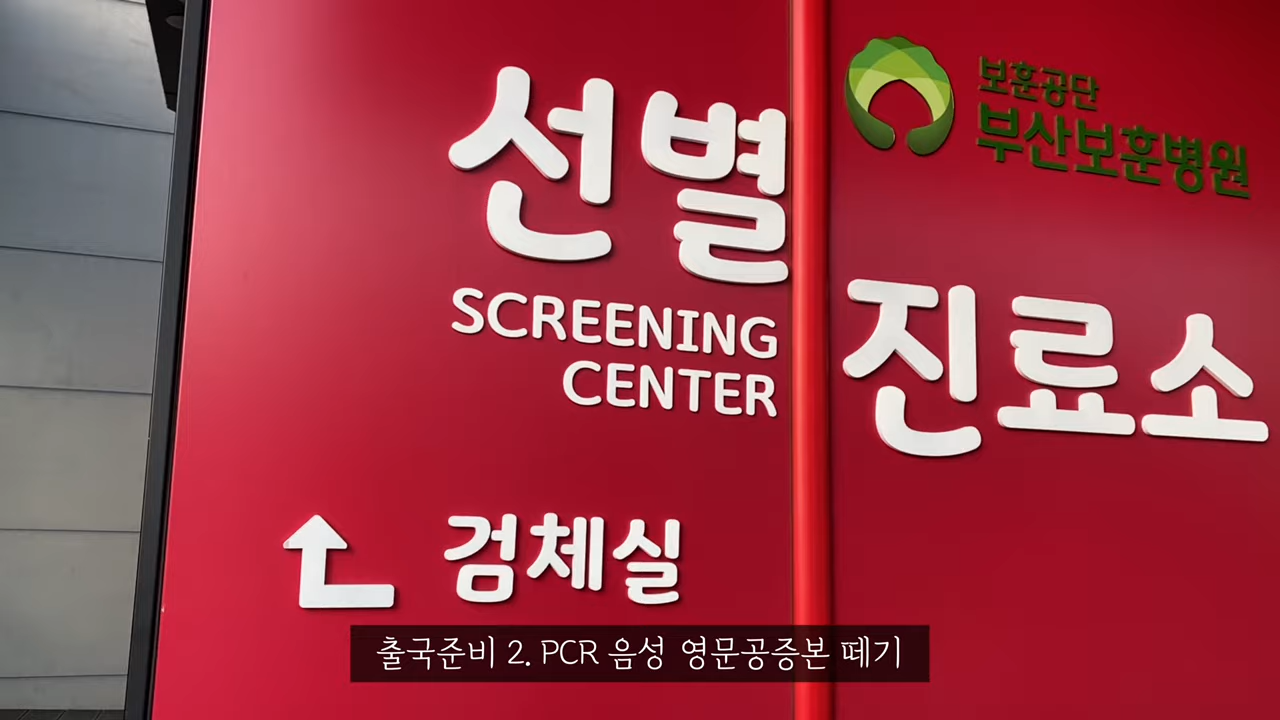 선별
SCREENING
CENTER
보훈공단
부산보훈병원
진료소
검체실
출국준비 2. PCR 음성 영문공증본 떼기